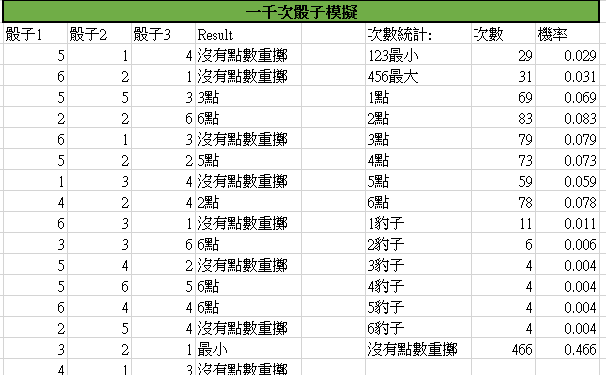 一千次骰子模擬
骰子1 骰子2 骰子3 Result 次數統計: 次數 機率
5 1 4 沒有點數重擲 123最小 29 0.029
6 2 1 沒有點數重擲 456最大 31 0.031
5 5 3 3點 1點 69 0.069
2 2 6 6點 2點 83 0.083
6 1 3 沒有點數重擲 3點 79 0.079
5 2 2 5點 4點 73 0.073
1 3 4 沒有點數重擲 5點 59 0.059
4 2 4 2點 6點 78 0.078
6 3 1 沒有點數重擲 1豹子 11 0.011
3 3 6 6點 2豹子 6 0.006
5 4 2 沒有點數重擲 3豹子 4 0.004
5 6 5 6點 4豹子 4 0.004
6 4 4 6點 5豹子 4 0.004
2 5 4 沒有點數重擲 6豹子 4 0.004
3 2 1 最小 沒有點數重擲 466 0.466
4 1 3 沒有點數重擲